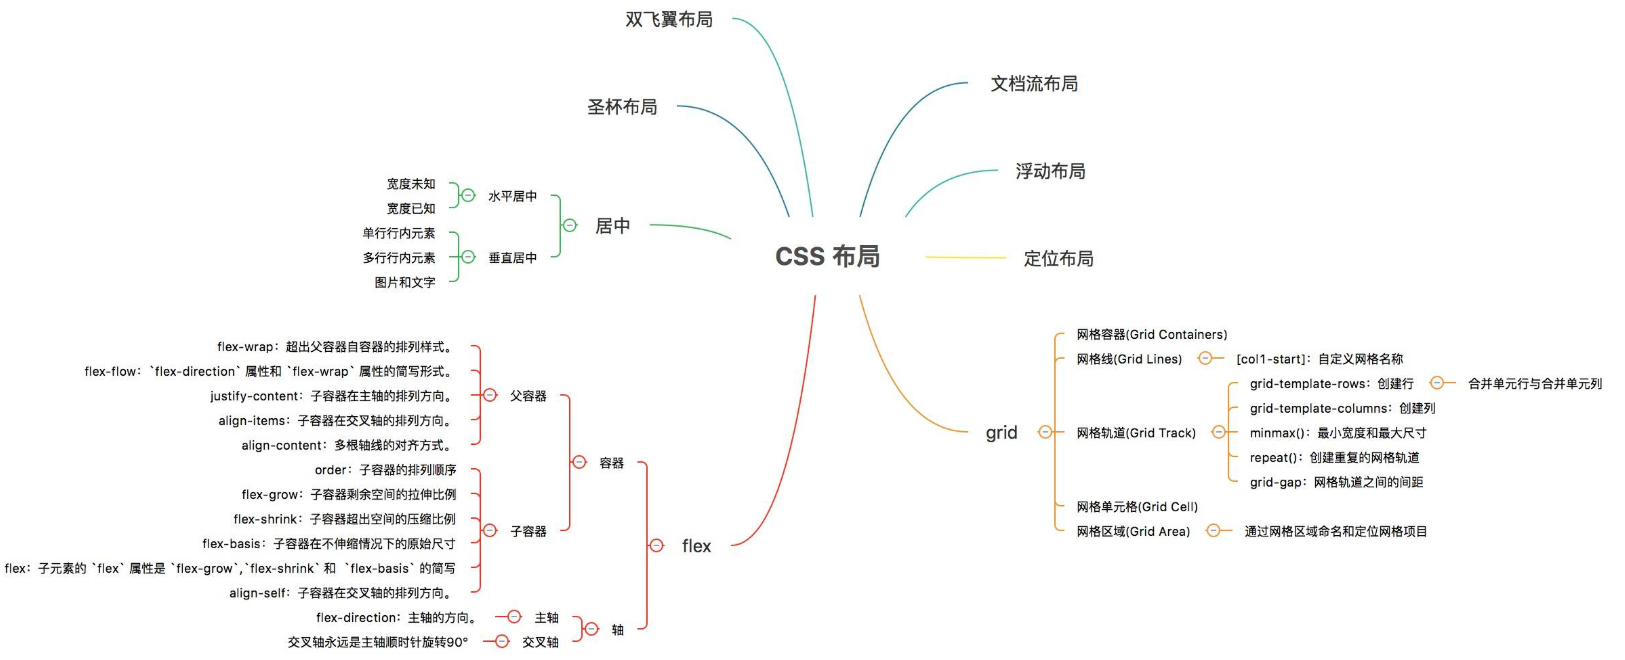 CSS 布局
双飞翼布局
圣杯布局
居中
水平居中
宽度未知
宽度已知
垂直居中
单行行内元素
多行行内元素
图片和文字
flex
容器
父容器
flex-wrap：超出父容器自容器的排列样式。
flex-flow：`flex-direction` 属性和 `flex-wrap` 属性的简写形式。
justify-content：子容器在主轴的排列方向。
align-items：子容器在交叉轴的排列方向。
align-content：多根轴线的对齐方式。
子容器
order：子容器的排列顺序
flex-grow：子容器剩余空间的拉伸比例
flex-shrink：子容器超出空间的压缩比例
flex-basis：子容器在不伸缩情况下的原始尺寸
flex：子元素的 `flex` 属性是 `flex-grow`,`flex-shrink` 和 `flex-basis` 的简写
align-self：子容器在交叉轴的排列方向。
轴
主轴
flex-direction：主轴的方向。
交叉轴
交叉轴永远是主轴顺时针旋转90°
文档流布局
浮动布局
定位布局
grid
网格容器(Grid Containers)
网格线(Grid Lines)
[col1-start]：自定义网格名称
网格轨道(Grid Track)
grid-template-rows：创建行
合并单元行与合并单元列
grid-template-columns：创建列
minmax()：最小宽度和最大尺寸
repeat()：创建重复的网格轨道
grid-gap：网格轨道之间的间距
网格单元格(Grid Cell)
网格区域(Grid Area)
通过网格区域命名和定位网格项目